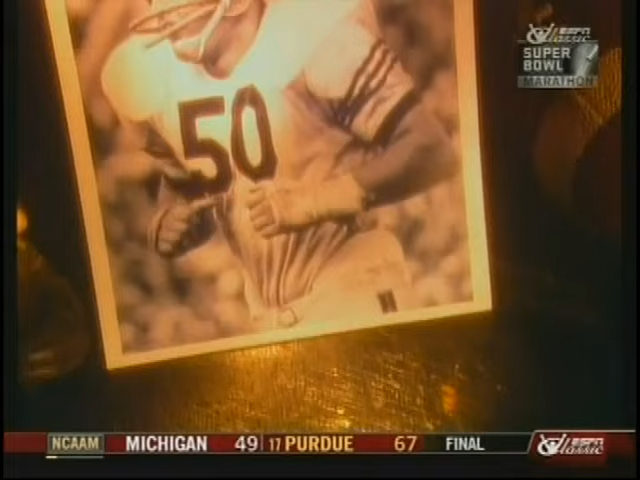 ESPN
Classic
SUPER
BOWL
MARATHON
50
NCAAM MICHIGAN 49 17 PURDUE 67 FINAL ESPN
Classic